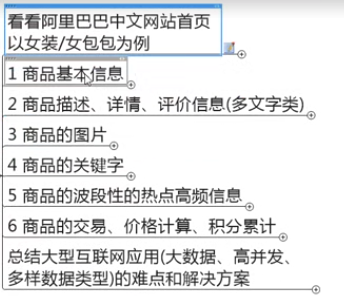 看看阿里巴巴中文网站首页
以女装/女包包为例
1 商品基本信息
2 商品描述、详情、评价信息(多文字类)
3 商品的图片
4 商品的关键字
5 商品的波段性的热点高频信息
6 商品的交易、价格计算、积分累计
总结大型互联网应用(大数据、高并发、
多样数据类型)的难点和解决方案